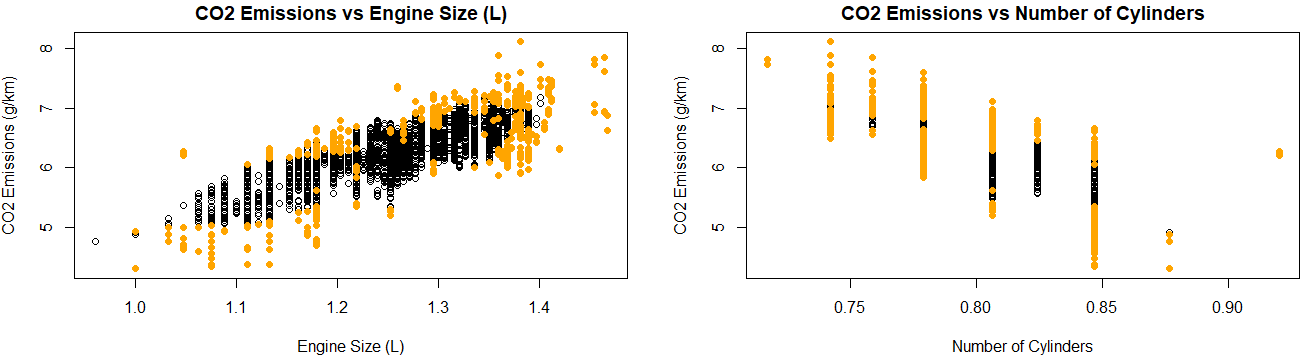 CO2 Emissions vs Engine Size (L)
CO2 Emissions (g/km)
8
7
6
5
1.0 1.1 1.2 1.3 1.4
Engine Size (L)
CO2 Emissions vs Number of Cylinders
CO2 Emissions (g/km)
8
7
6
5
0.75 0.80 0.85 0.90
Number of Cylinders